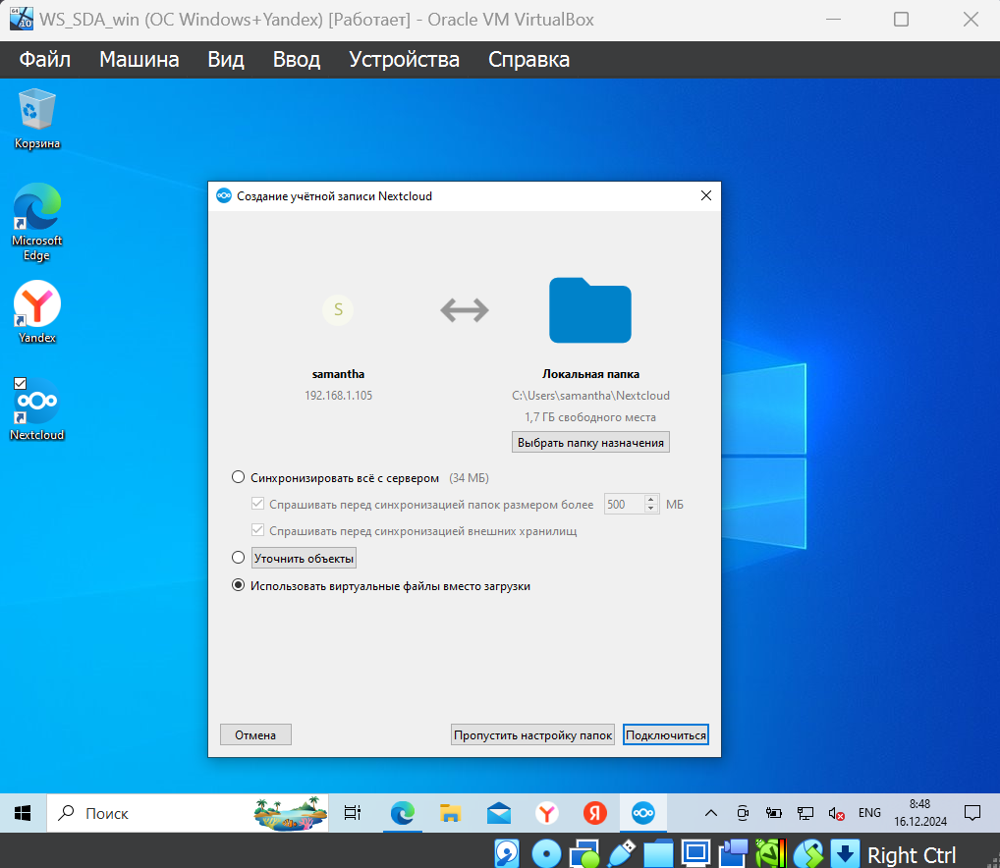 WS_SDA_win (ОС Windows+Yandex) [Работает] - Oracle VM VirtualBox
Файл Машина Вид Ввод Устройства Справка
Корзина
Microsoft
Edge
Yandex
Nextcloud
Создание учётной записи Nextcloud
S
samantha
192.168.1.105
Локальная папка
C:\Users\samantha\Nextcloud
1,7 ГБ свободного места
Выбрать папку назначения
Синхронизировать всё с сервером (34 МБ)
Спрашивать перед синхронизацией папок размером более 500 МБ
Спрашивать перед синхронизацией внешних хранилищ
Уточнить объекты
Использовать виртуальные файлы вместо загрузки
Отмена Пропустить настройку папок Подключиться
Поиск
ENG
8:48
16.12.2024
Right Ctrl